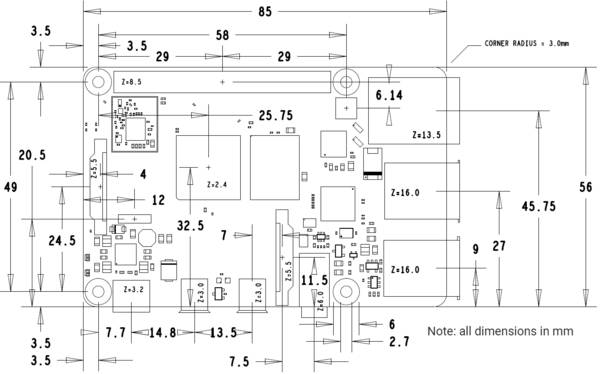 85
58
3.5
3.5
29
29
CORNER RADIUS = 3.0mm
Z=8.5
6.14
25.75
Z=13.5
20.5
Z=5.5
4
Z=2.4
49
12
Z=16.0
56
45.75
32.5
24.5
7
27
9
Z=5.5
11.5
Z=16.0
Z=3.2
Z=3.0
Z=3.0
Z=6.0
3.5
7.7
14.8
13.5
6
Note: all dimensions in mm
2.7
3.5
7.5